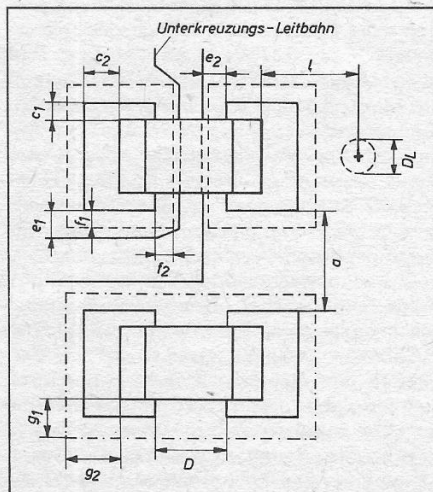 Unterkreuzungs-Leitbahn
c2
e2
l
c1
DL
e1
f1
f2
a
g1
g2
D